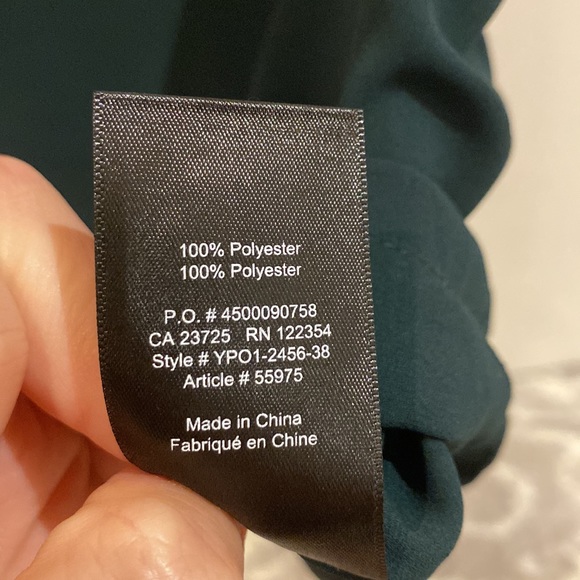 100% Polyester
100% Polyester
P.O. # 4500090758
CA 23725 RN 122354
Style # YPO1-2456-38
Article # 55975
Made in China
Fabriqué en Chine